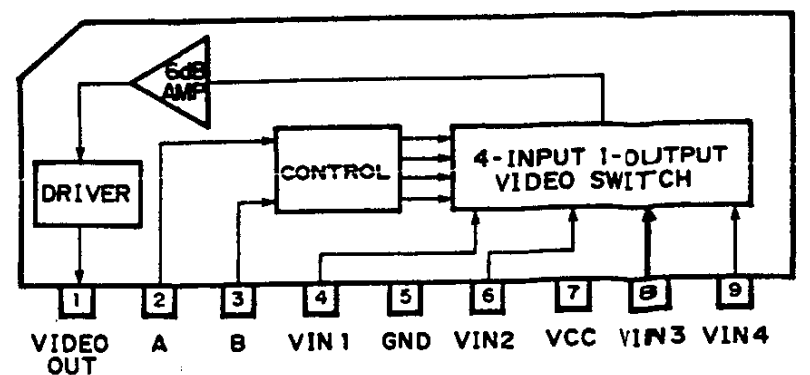 6dB
AMP
4-INPUT 1-OUTPUT
VIDEO SWITCH
CONTROL
DRIVER
1 2 3 4 5 6 7 8 9
VIDEO OUT
A
B
VIN1
GND
VIN2
VCC
VIN3
VIN4